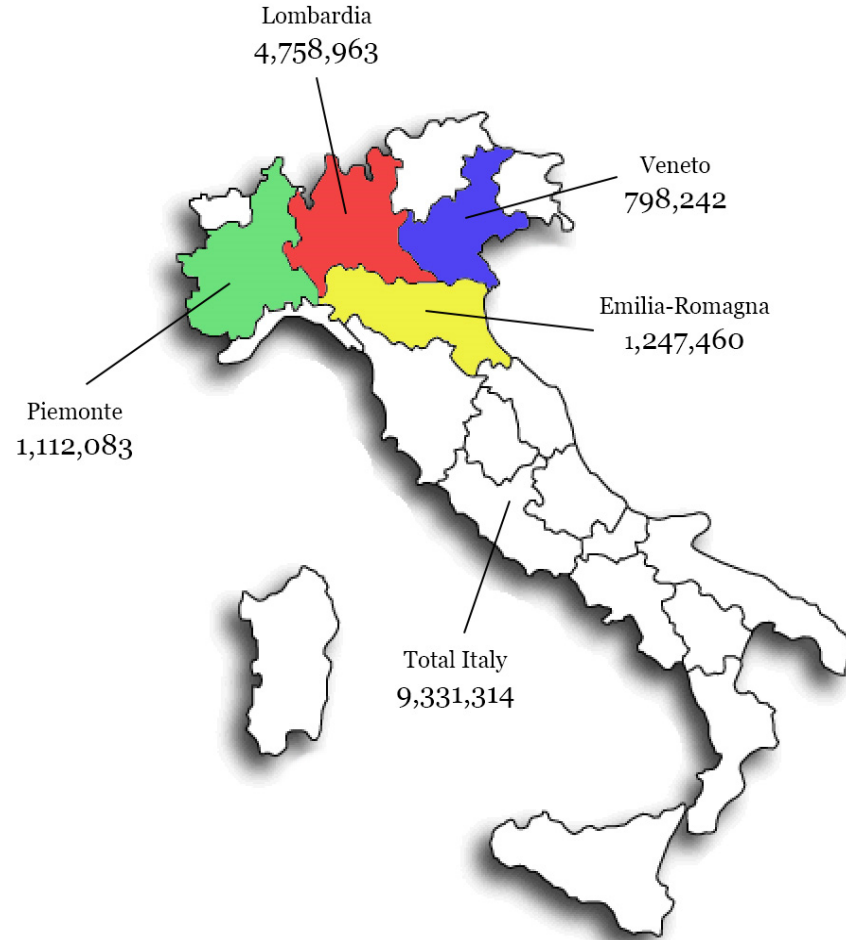 Lombardia
4,758,963
Veneto
798,242
Emilia-Romagna
1,247,460
Piemonte
1,112,083
Total Italy
9,331,314